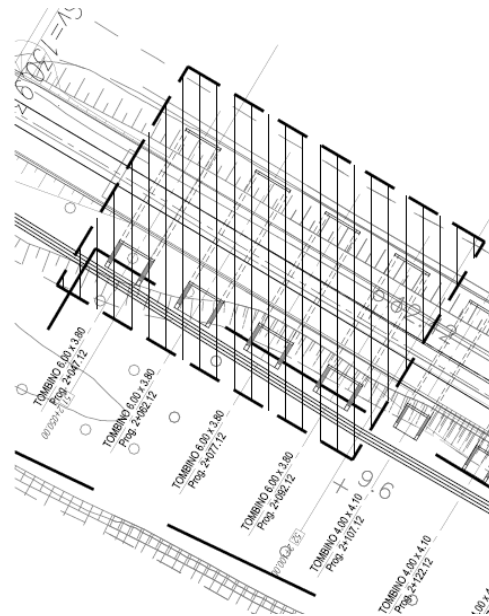 TOMBINO 6.00 x 3.80
Prog. 2+047.12
TOMBINO 6.00 x 3.80
Prog. 2+062.12
TOMBINO 6.00 x 3.80
Prog. 2+077.12
TOMBINO 6.00 x 3.80
Prog. 2+092.12
TOMBINO 4.00 x 4.10
Prog. 2+107.12
TOMBINO 4.00 x 4.10
Prog. 2+122.12